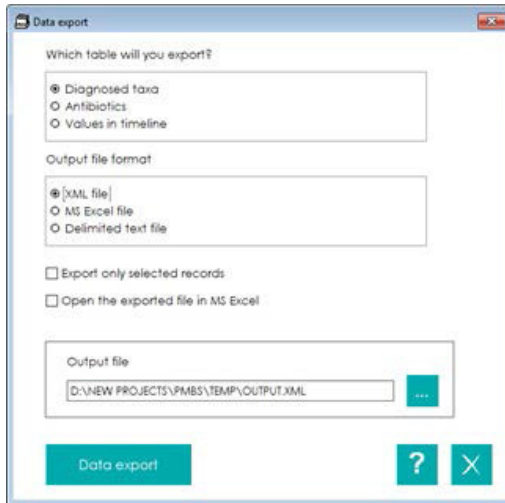 Data export
Which table will you export?
Diagnosed taxa
Antibiotics
Values in timeline
Output file format
XML file
MS Excel file
Delimited text file
Export only selected records
Open the exported file in MS Excel
Output file
D:\NEW PROJECTS\PMBS\TEMP\OUTPUT.XML
...
Data export
?
X